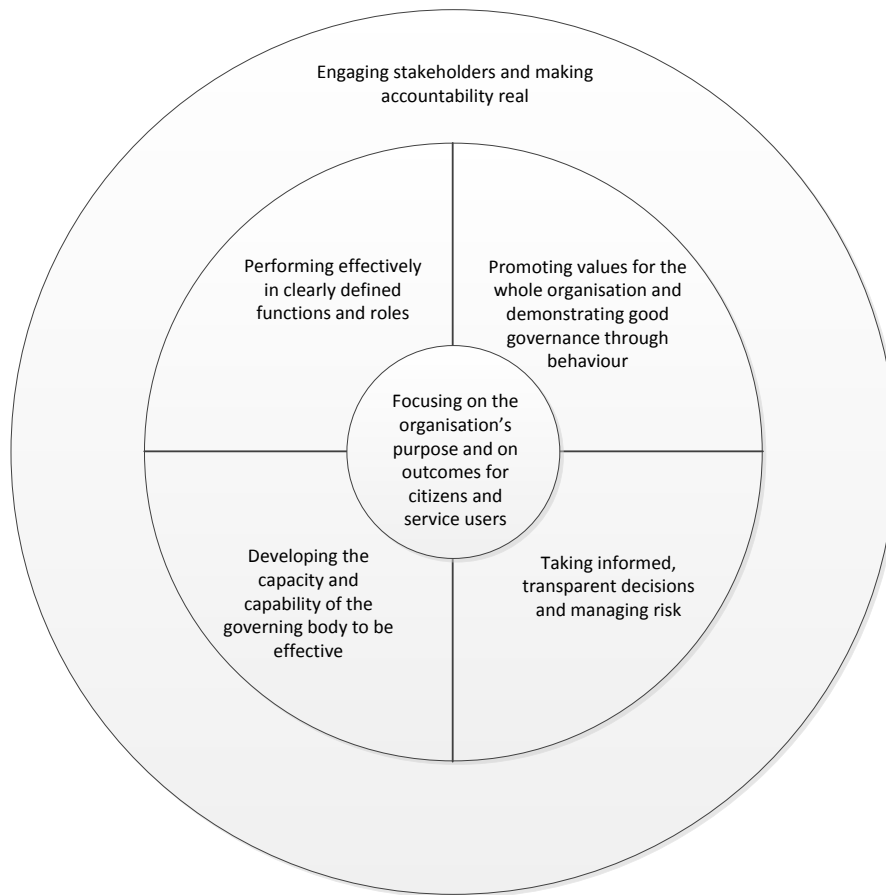 Engaging stakeholders and making
accountability real
Performing effectively
in clearly defined
functions and roles
Promoting values for the
whole organisation and
demonstrating good
governance through
behaviour
Focusing on the
organisation’s
purpose and on
outcomes for
citizens and
service users
Developing the
capacity and
capability of the
governing body to be
effective
Taking informed,
transparent decisions
and managing risk